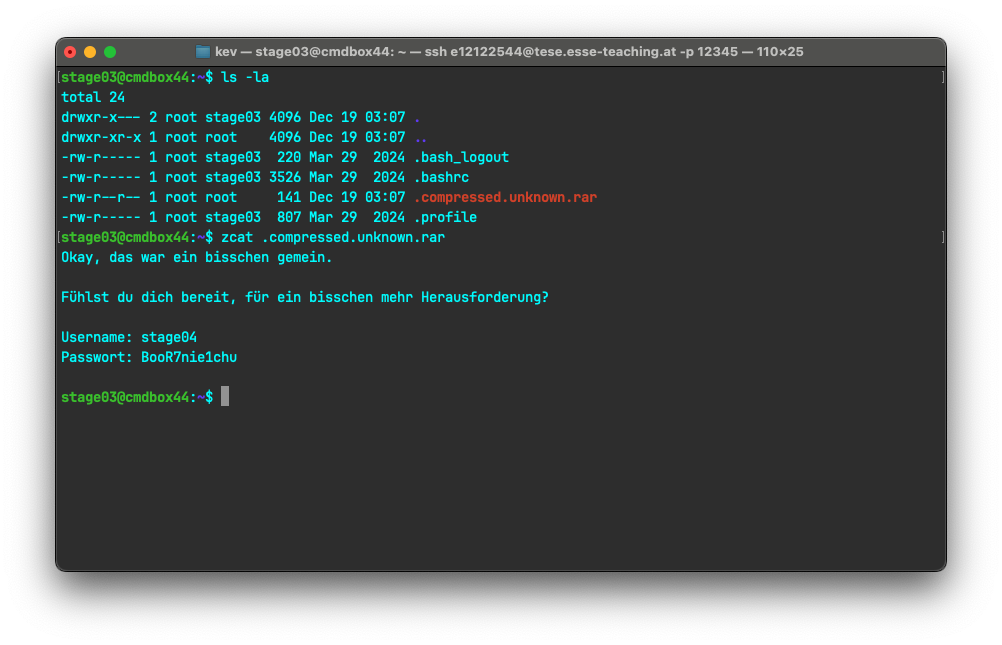 kev — stage03@cmdbox44: ~ — ssh e12122544@tese.esse-teaching.at -p 12345 — 110×25
[stage03@cmdbox44:~$ ls -la ]
total 24
drwxr-x--- 2 root stage03 4096 Dec 19 03:07 .
drwxr-xr-x 1 root root    4096 Dec 19 03:07 ..
-rw-r----- 1 root stage03  220 Mar 29  2024 .bash_logout
-rw-r----- 1 root stage03 3526 Mar 29  2024 .bashrc
-rw-r--r-- 1 root root     141 Dec 19 03:07 .compressed.unknown.rar
-rw-r----- 1 root stage03  807 Mar 29  2024 .profile
[stage03@cmdbox44:~$ zcat .compressed.unknown.rar ]
Okay, das war ein bisschen gemein.
Fühlst du dich bereit, für ein bisschen mehr Herausforderung?
Username: stage04
Passwort: BooR7nie1chu
stage03@cmdbox44:~$